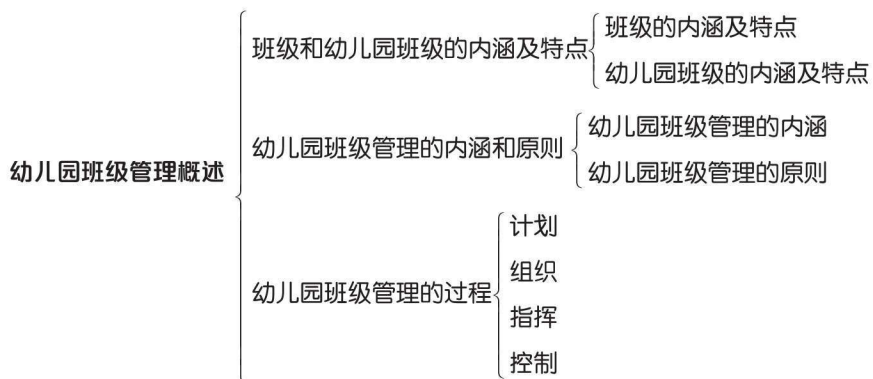 幼儿园班级管理概述
班级和幼儿园班级的内涵及特点
班级的内涵及特点
幼儿园班级的内涵及特点
幼儿园班级管理的内涵和原则
幼儿园班级管理的内涵
幼儿园班级管理的原则
幼儿园班级管理的过程
计划
组织
指挥
控制